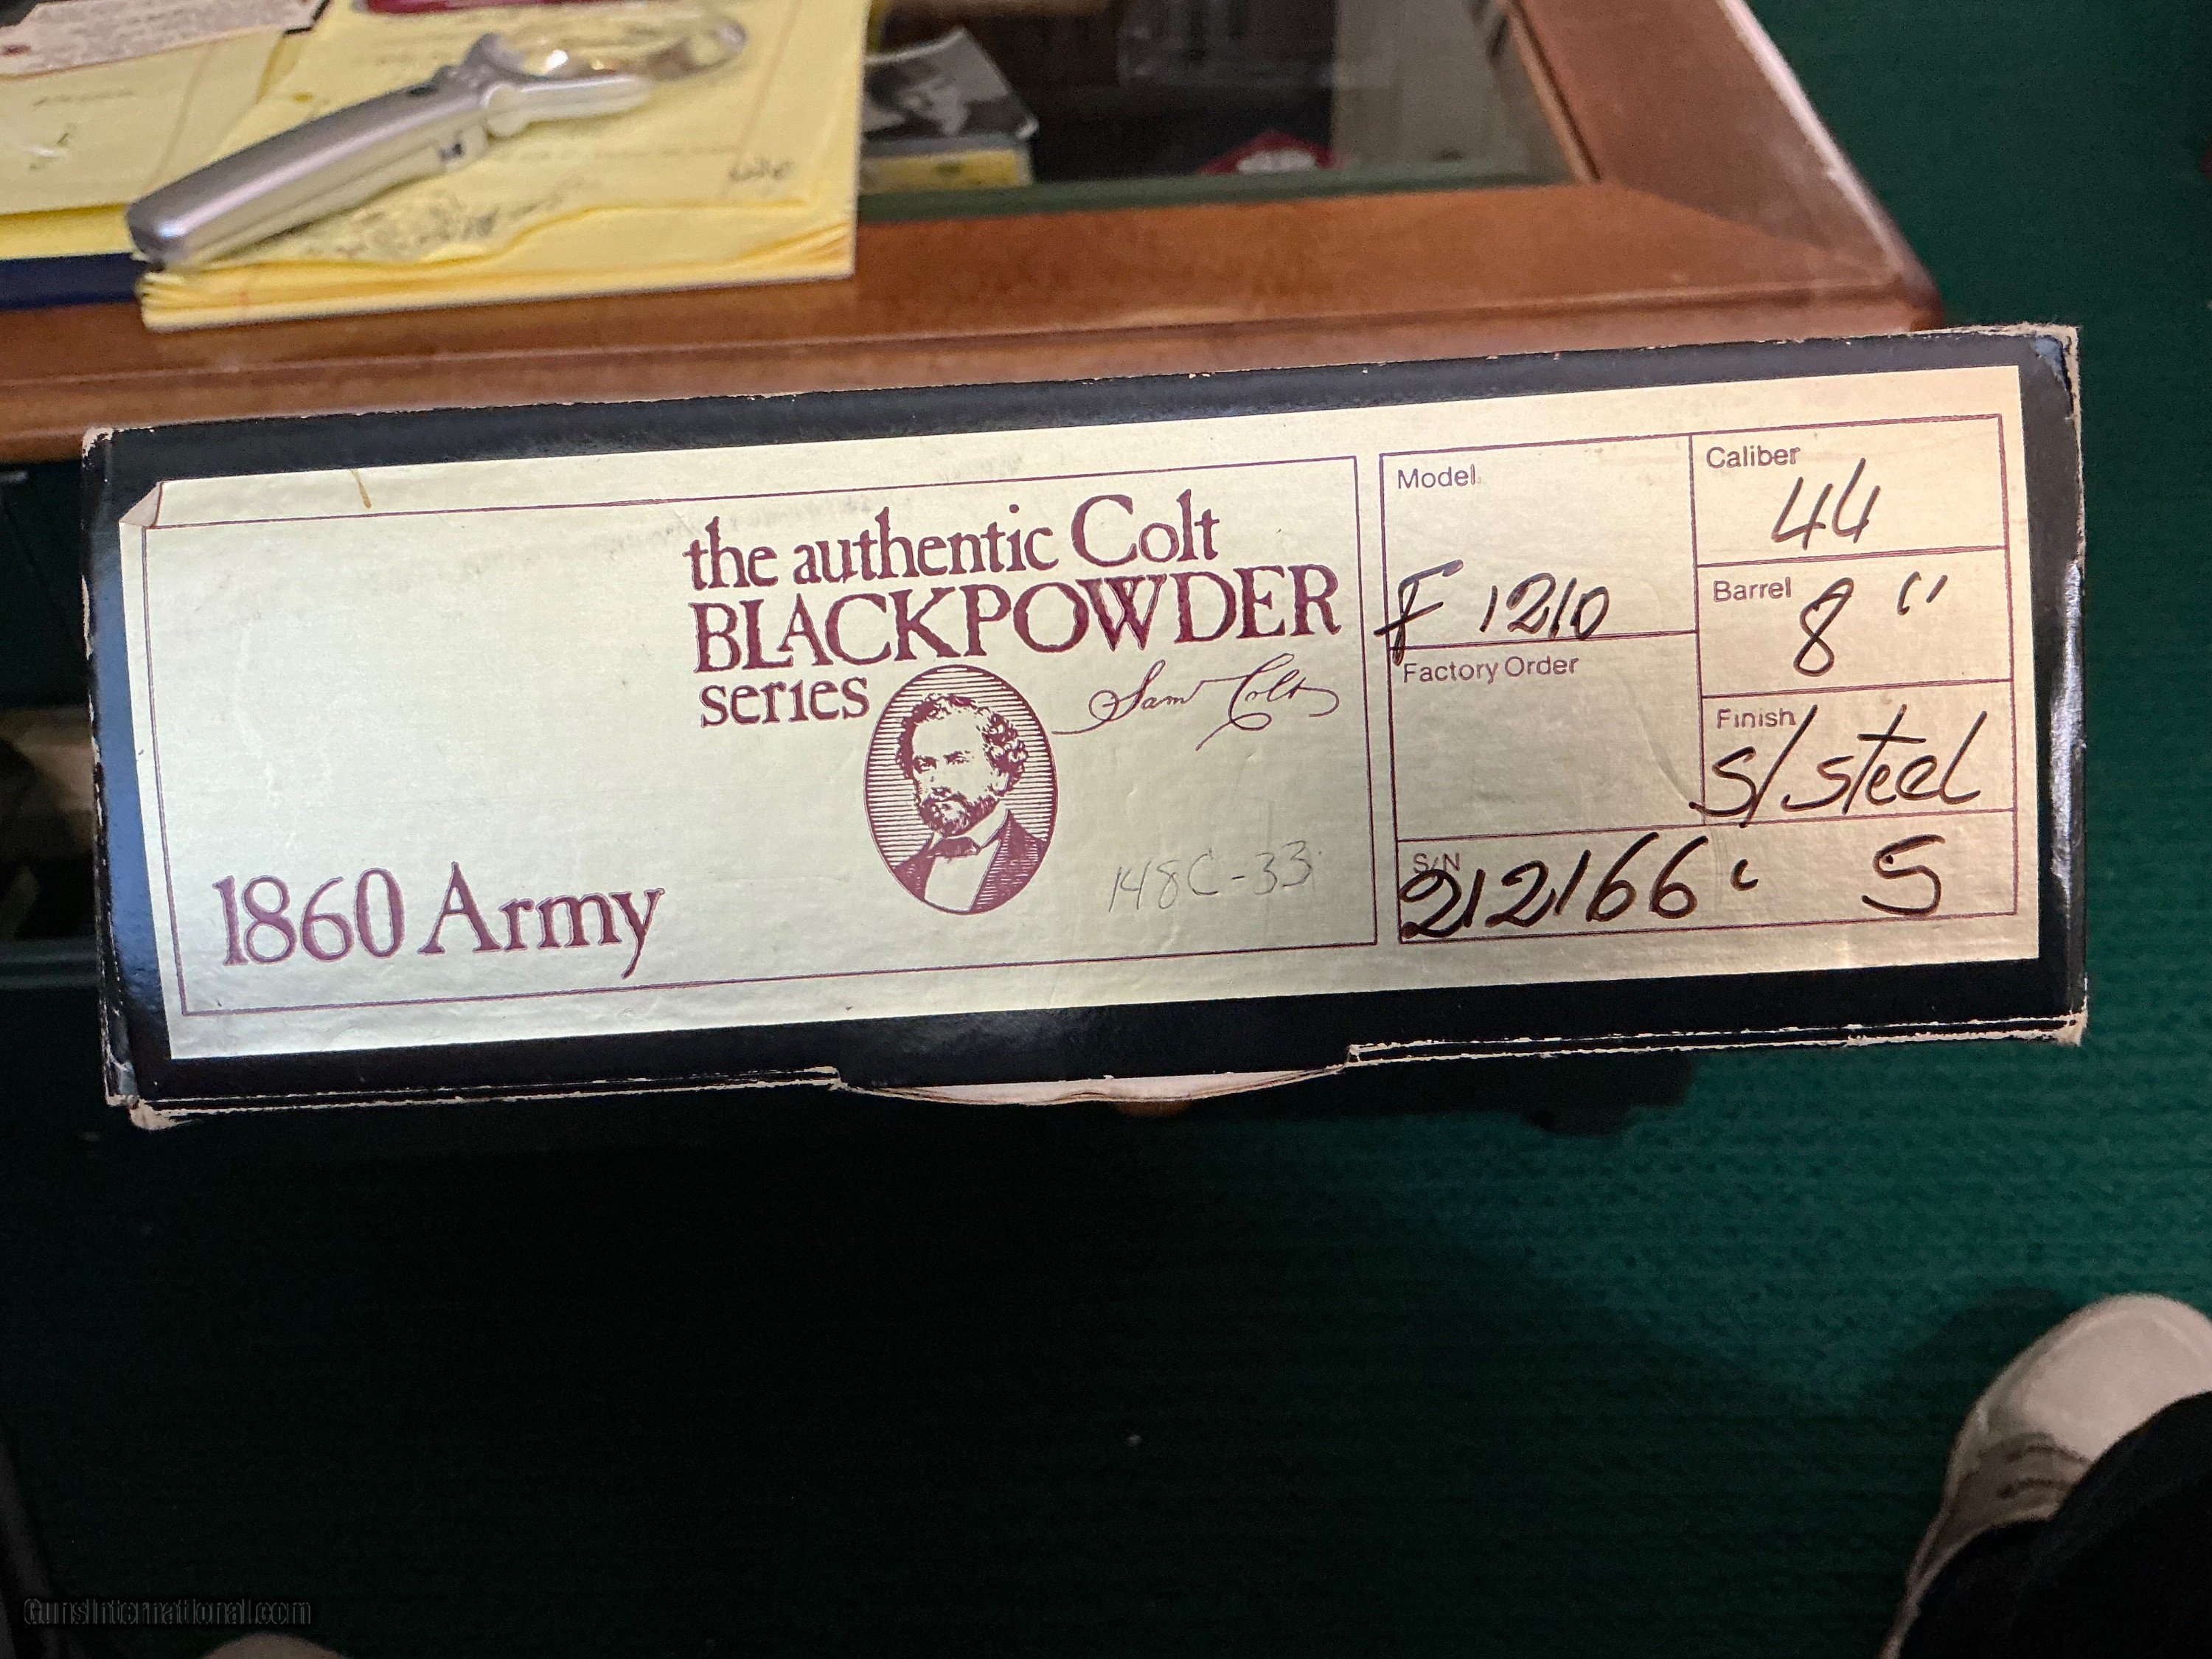 the authentic Colt
BLACKPOWDER
series
Sam Colt
1860 Army
148C-33
Model
F 1210
Factory Order
Caliber
44
Barrel
8"
Finish
S/steel
S/N
212166 S
GunsInternational.com